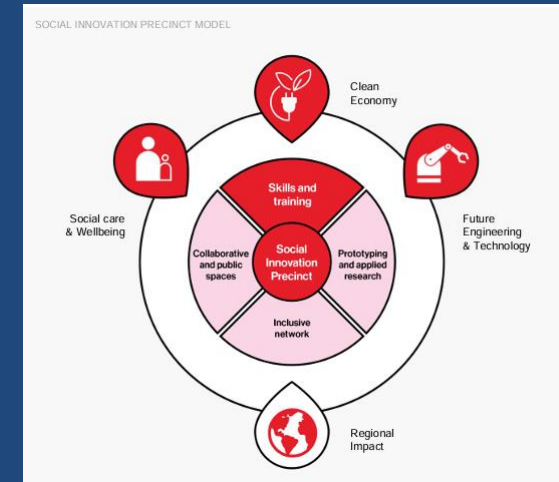 SOCIAL INNOVATION PRECINCT MODEL
Clean
Economy
Social care
& Wellbeing
Future
Engineering
& Technology
Skills and
training
Collaborative
and public
spaces
Social
Innovation
Precinct
Prototyping
and applied
research
Inclusive
network
Regional
Impact